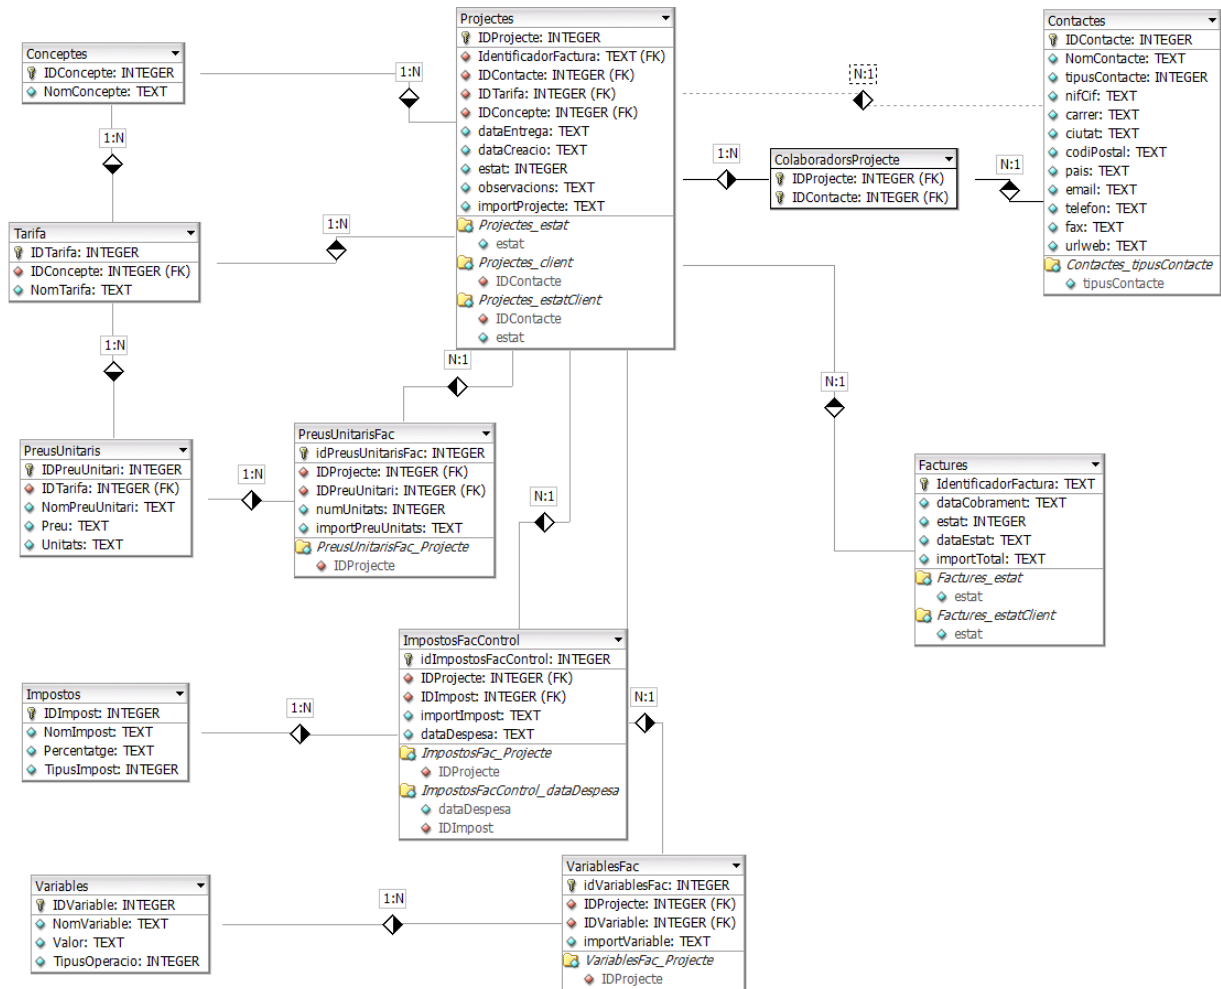 Projectes
IDProjecte: INTEGER
IdentificadorFactura: TEXT (FK)
IDContacte: INTEGER (FK)
IDTarifa: INTEGER (FK)
IDConcepte: INTEGER (FK)
dataEntrega: TEXT
dataCreacio: TEXT
estat: INTEGER
observacions: TEXT
importProjecte: TEXT
Projectes_estat
estat
Projectes_client
IDContacte
Projectes_estatClient
IDContacte
estat
Contactes
IDContacte: INTEGER
NomContacte: TEXT
tipusContacte: INTEGER
nifCif: TEXT
carrer: TEXT
ciutat: TEXT
codiPostal: TEXT
pais: TEXT
email: TEXT
telefon: TEXT
fax: TEXT
urlweb: TEXT
Contactes_tipusContacte
tipusContacte
Conceptes
IDConcepte: INTEGER
NomConcepte: TEXT
1:N
N:1
1:N
1:N
ColaboradorsProjecte
IDProjecte: INTEGER (FK)
IDContacte: INTEGER (FK)
N:1
Tarifa
IDTarifa: INTEGER
IDConcepte: INTEGER (FK)
NomTarifa: TEXT
1:N
1:N
N:1
N:1
PreusUnitaris
IDPreuUnitari: INTEGER
IDTarifa: INTEGER (FK)
NomPreuUnitari: TEXT
Preu: TEXT
Unitats: TEXT
1:N
PreusUnitarisFac
idPreusUnitarisFac: INTEGER
IDProjecte: INTEGER (FK)
IDPreuUnitari: INTEGER (FK)
numUnitats: INTEGER
importPreuUnitats: TEXT
PreusUnitarisFac_Projecte
IDProjecte
N:1
Factures
IdentificadorFactura: TEXT
dataCobrament: TEXT
estat: INTEGER
dataEstat: TEXT
importTotal: TEXT
Factures_estat
estat
Factures_estatClient
estat
ImpostosFacControl
idImpostosFacControl: INTEGER
IDProjecte: INTEGER (FK)
IDImpost: INTEGER (FK)
importImpost: TEXT
dataDespesa: TEXT
ImpostosFac_Projecte
IDProjecte
ImpostosFacControl_dataDespesa
dataDespesa
IDImpost
N:1
Impostos
IDImpost: INTEGER
NomImpost: TEXT
Percentatge: TEXT
TipusImpost: INTEGER
1:N
Variables
IDVariable: INTEGER
NomVariable: TEXT
Valor: TEXT
TipusOperacio: INTEGER
1:N
VariablesFac
idVariablesFac: INTEGER
IDProjecte: INTEGER (FK)
IDVariable: INTEGER (FK)
importVariable: TEXT
VariablesFac_Projecte
IDProjecte